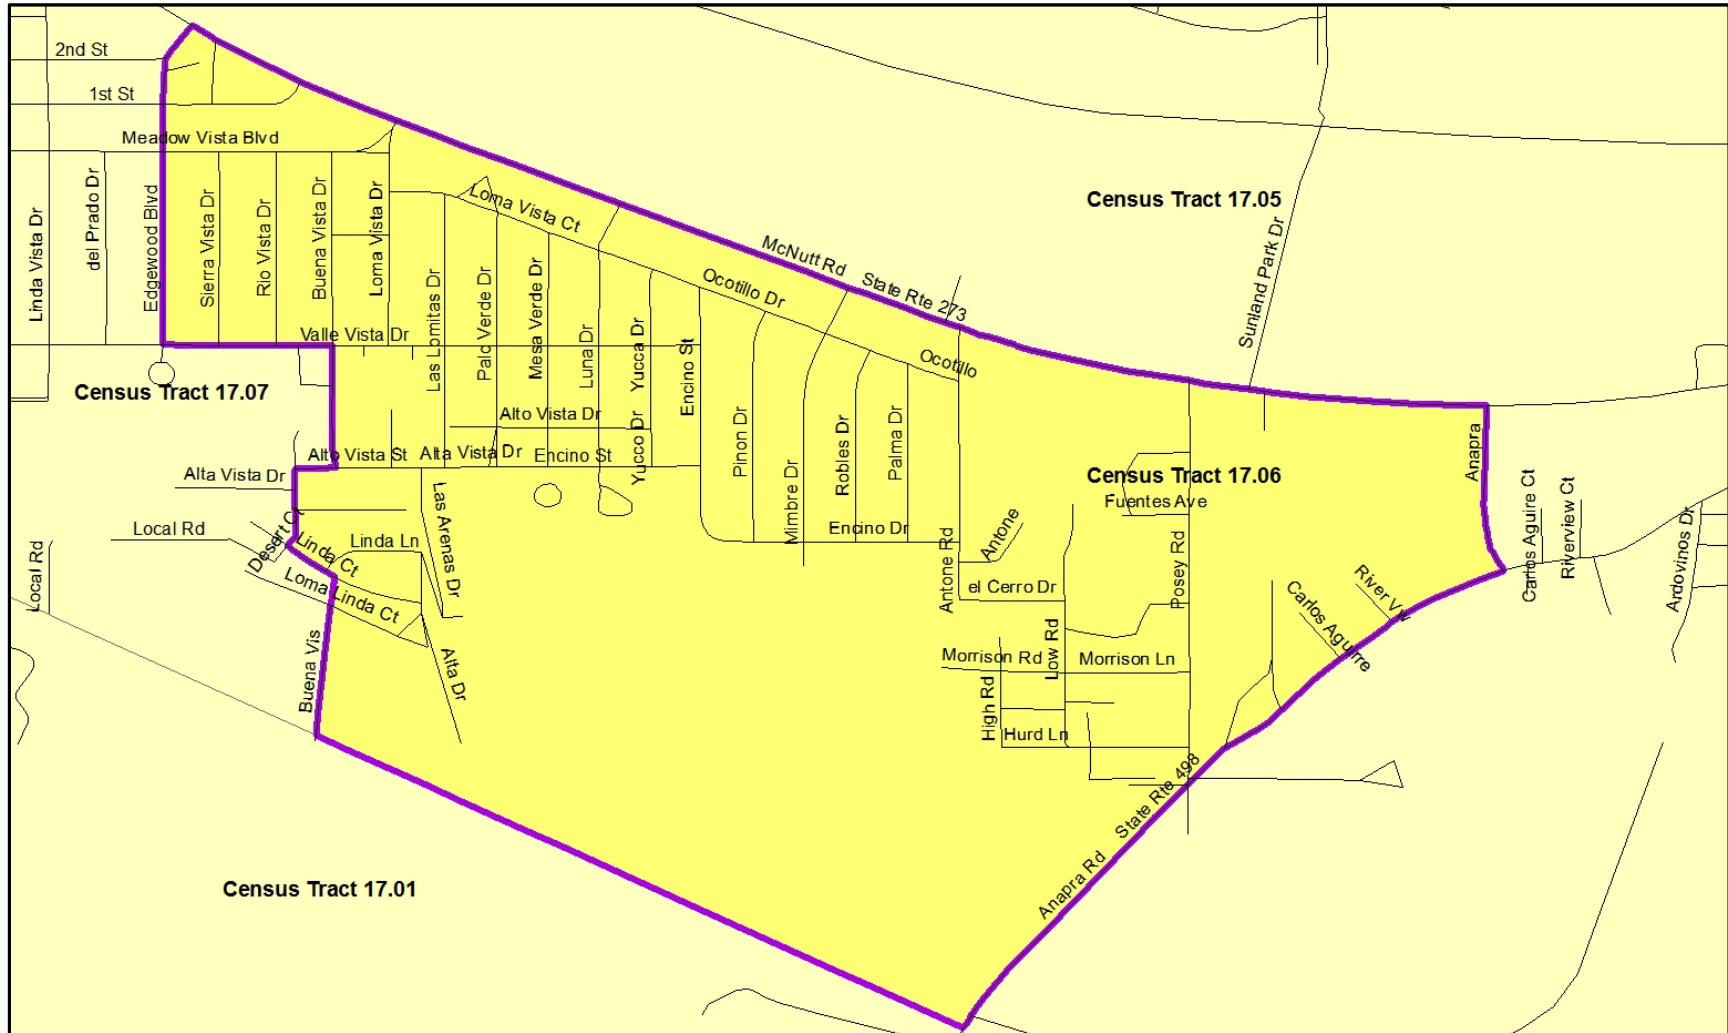 2nd St
1st St
Meadow Vista Blvd
Linda Vista Dr
del Prado Dr
Edgewood Blvd
Sierra Vista Dr
Rio Vista Dr
Buena Vista Dr
Loma Vista Dr
Loma Vista Ct
Census Tract 17.05
McNutt Rd
State Rte 273
Sunland Park Dr
Ocotillo Dr
Ocotillo
Valle Vista Dr
Las Lomitas Dr
Palo Verde Dr
Mesa Verde Dr
Luna Dr
Yucca Dr
Encino St
Census Tract 17.07
Alto Vista Dr
Yucco Dr
Pinon Dr
Mimbre Dr
Robles Dr
Palma Dr
Alto Vista St
Alta Vista Dr
Encino St
Census Tract 17.06
Anapra
Alta Vista Dr
Fuentes Ave
Las Arenas Dr
Local Rd
Desert Ct
Linda Ct
Linda Ln
Encino Dr
Antone Rd
Antone
Posey Rd
Carlos Aguire Ct
Riverview Ct
Ardovinos Dr
Local Rd
Loma Linda Ct
el Cerro Dr
River Vw
Carlos Aguirre
Buena Vis
Alta Dr
Morrison Rd
Low Rd
Morrison Ln
High Rd
Hurd Ln
State Rte 498
Anapra Rd
Census Tract 17.01